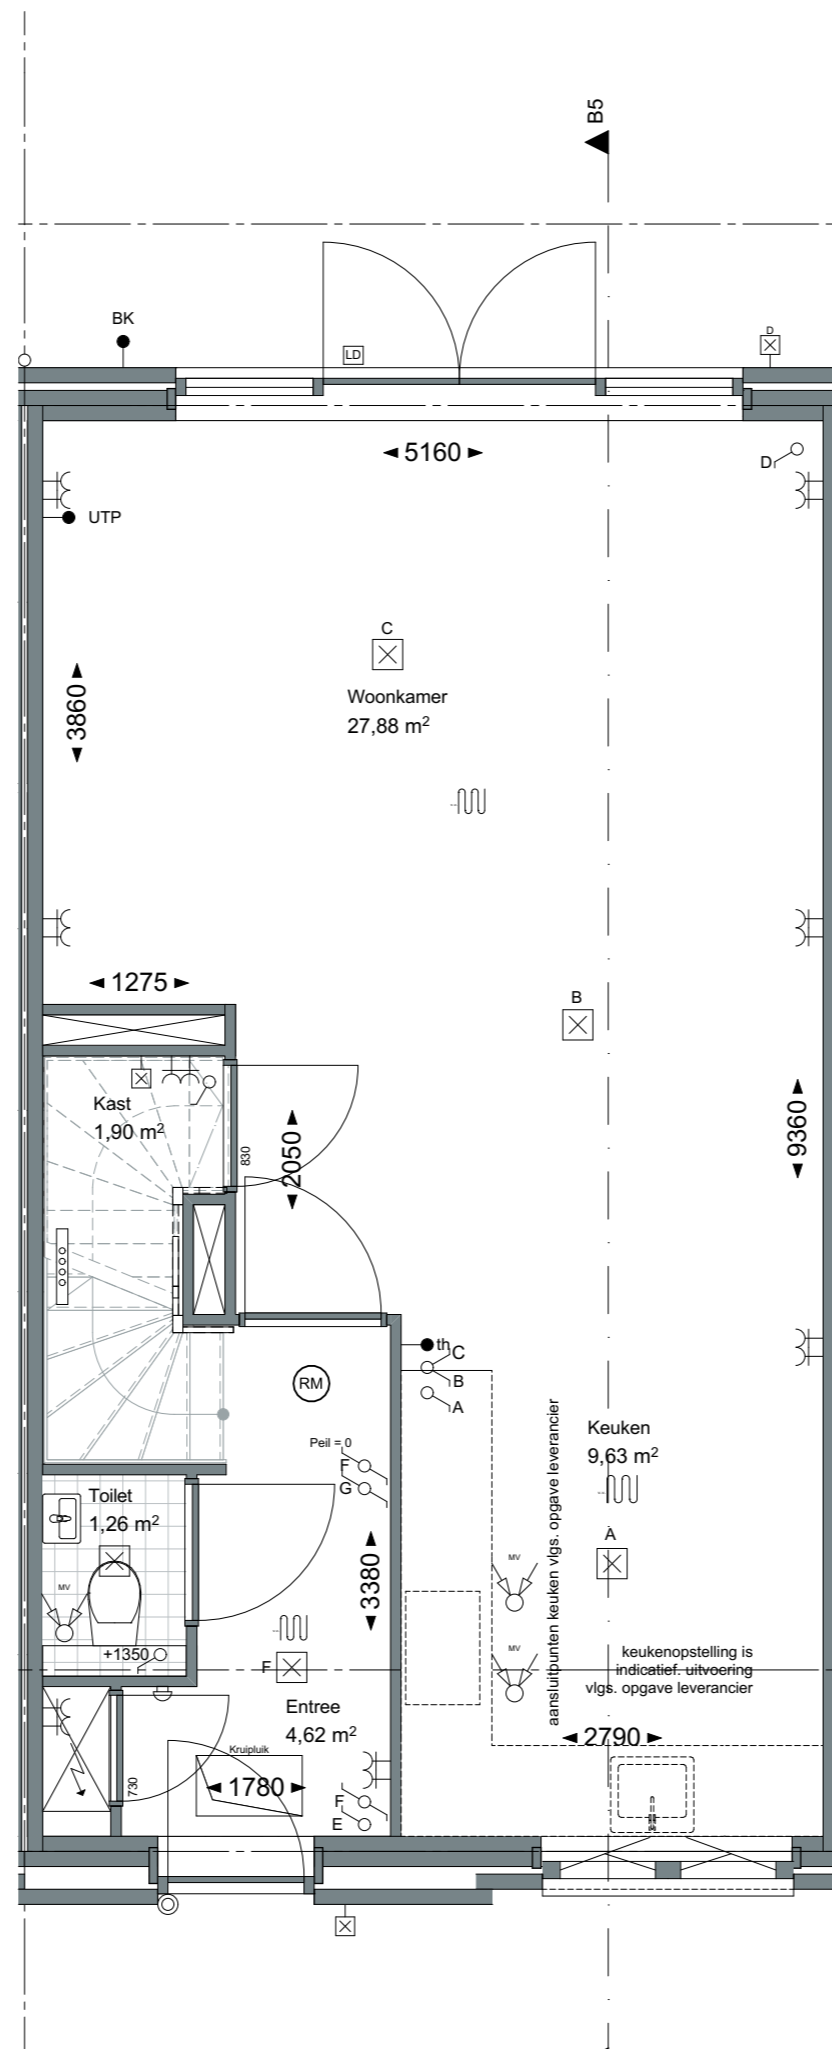 B5
BK
LD
D
5160
D
UTP
C
Woonkamer
27,88 m²
3860
1275
B
Kast
1,90 m²
830
2050
9360
th
C
B
A
RM
Peil = 0
F
G
Keuken
9,63 m²
Toilet
1,26 m²
MV
+1350
3380
MV
MV
A
aansluitpunten keuken vlgs. opgave leverancier
keukenopstelling is
indicatief. uitvoering
vlgs. opgave leverancier
F
Entree
4,62 m²
2790
Kruipluik
1780
730
F
E